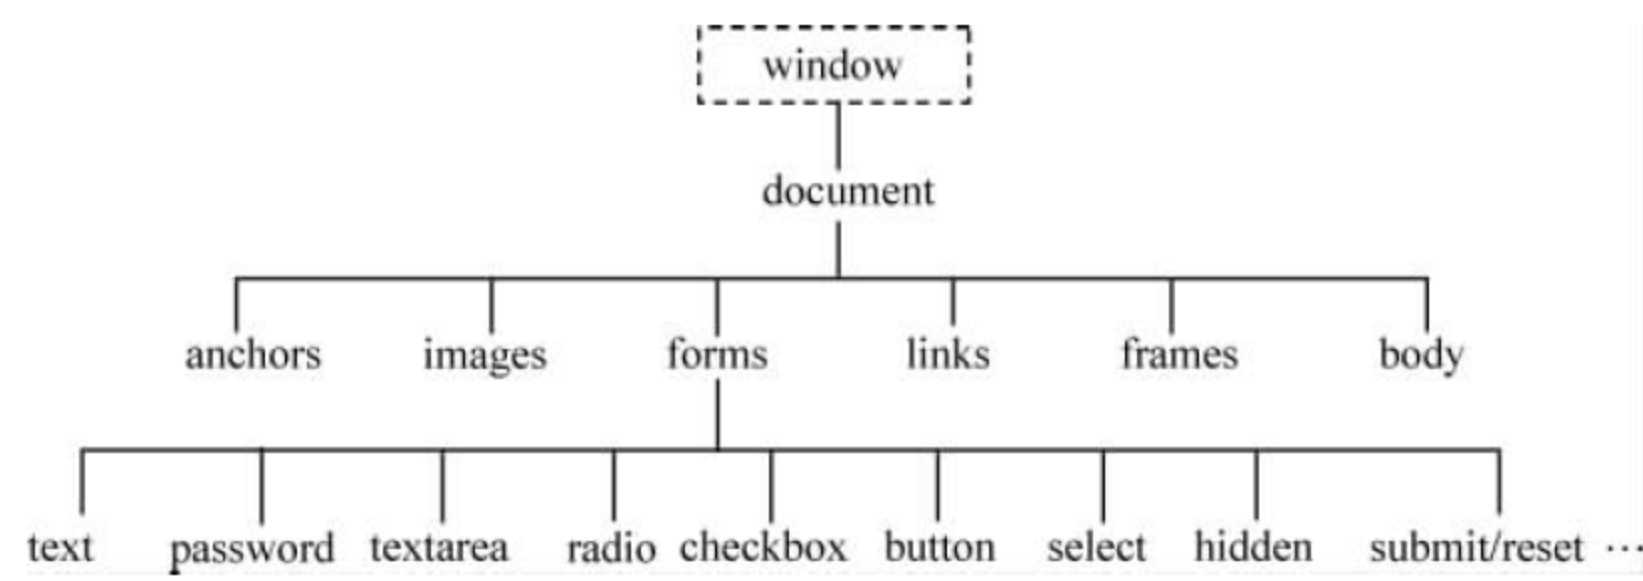 window
document
anchors images forms links frames body
text password textarea radio checkbox button select hidden submit/reset ···